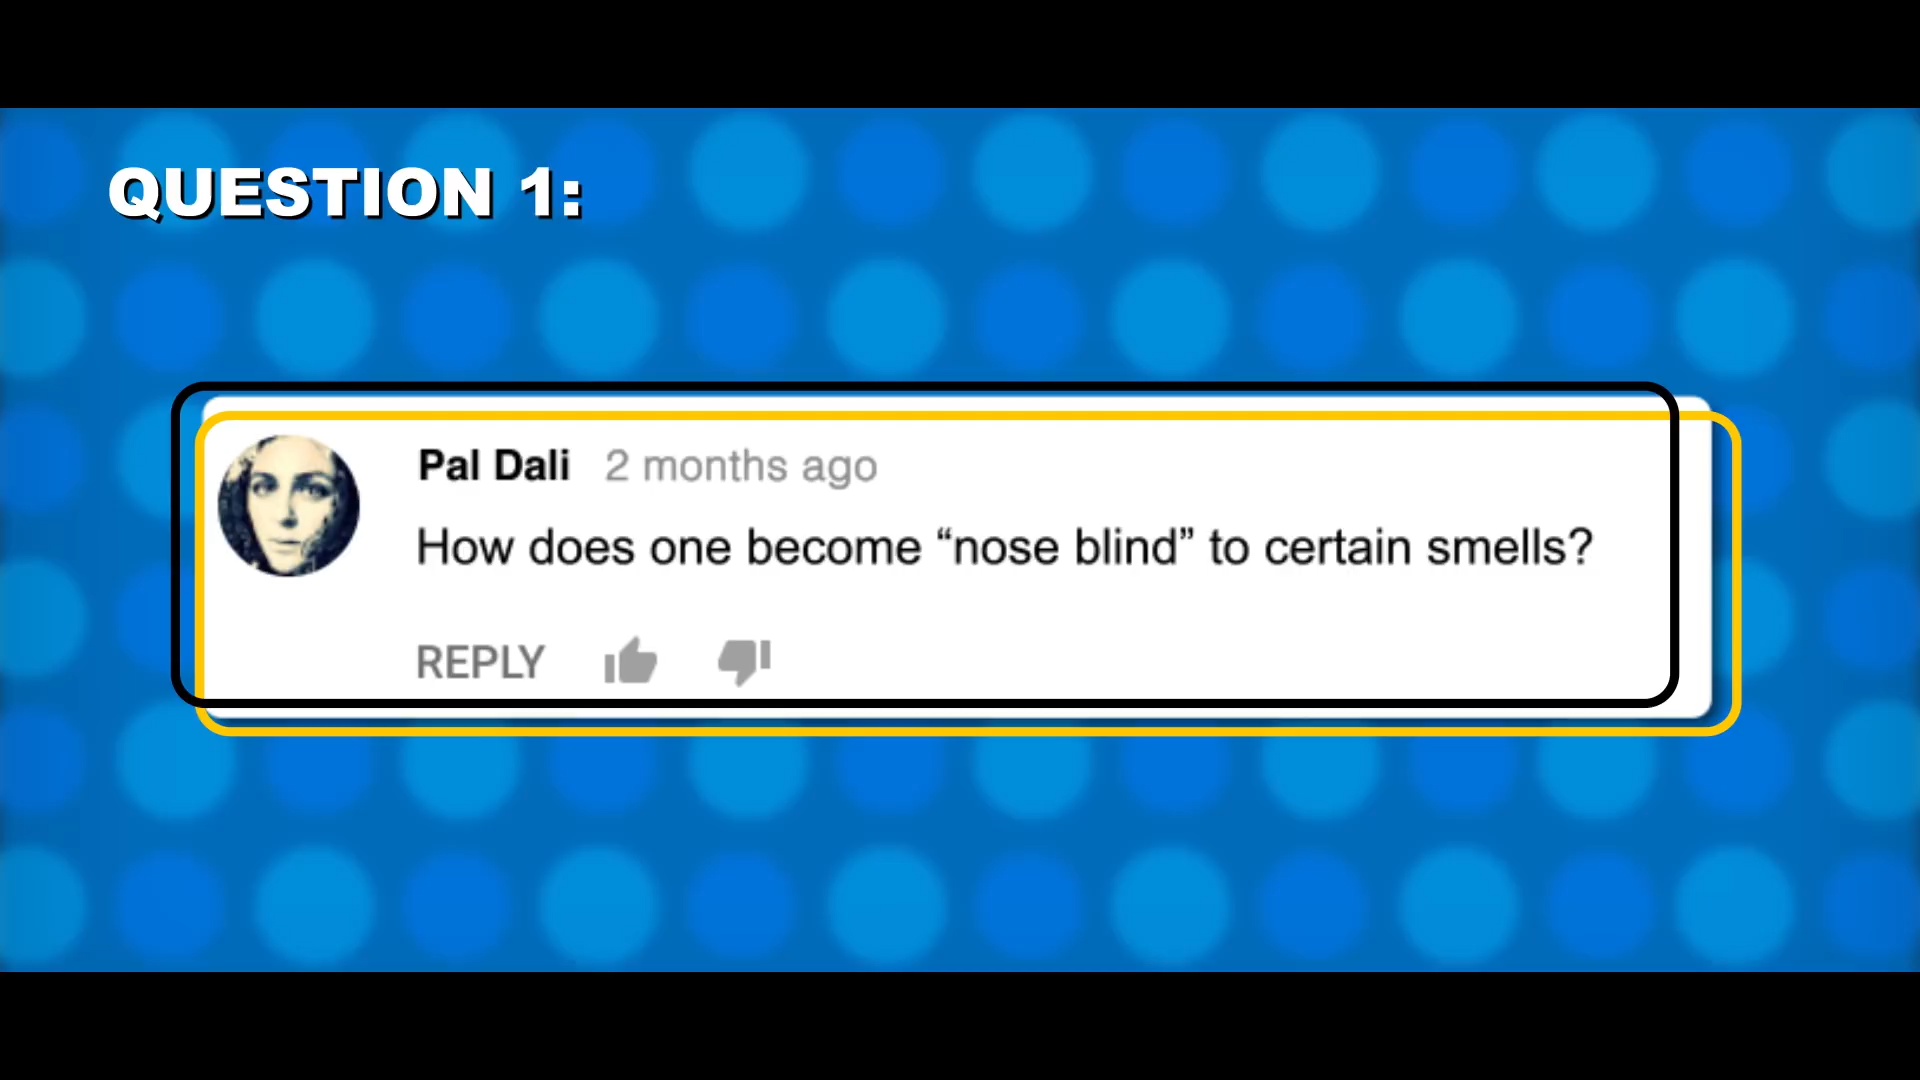 QUESTION 1:
Pal Dali 2 months ago
How does one become “nose blind” to certain smells?
REPLY